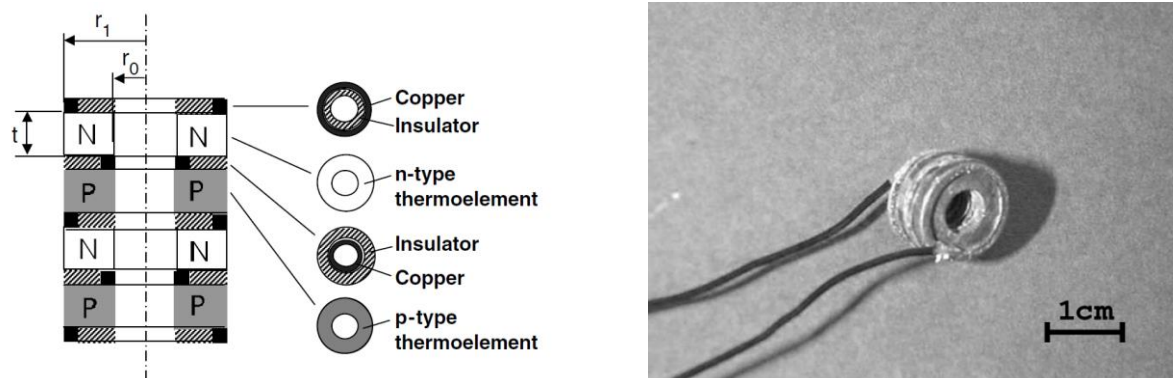 r1
r0
t
N N
P P
N N
P P
Copper
Insulator
n-type
thermoelement
Insulator
Copper
p-type
thermoelement
1cm